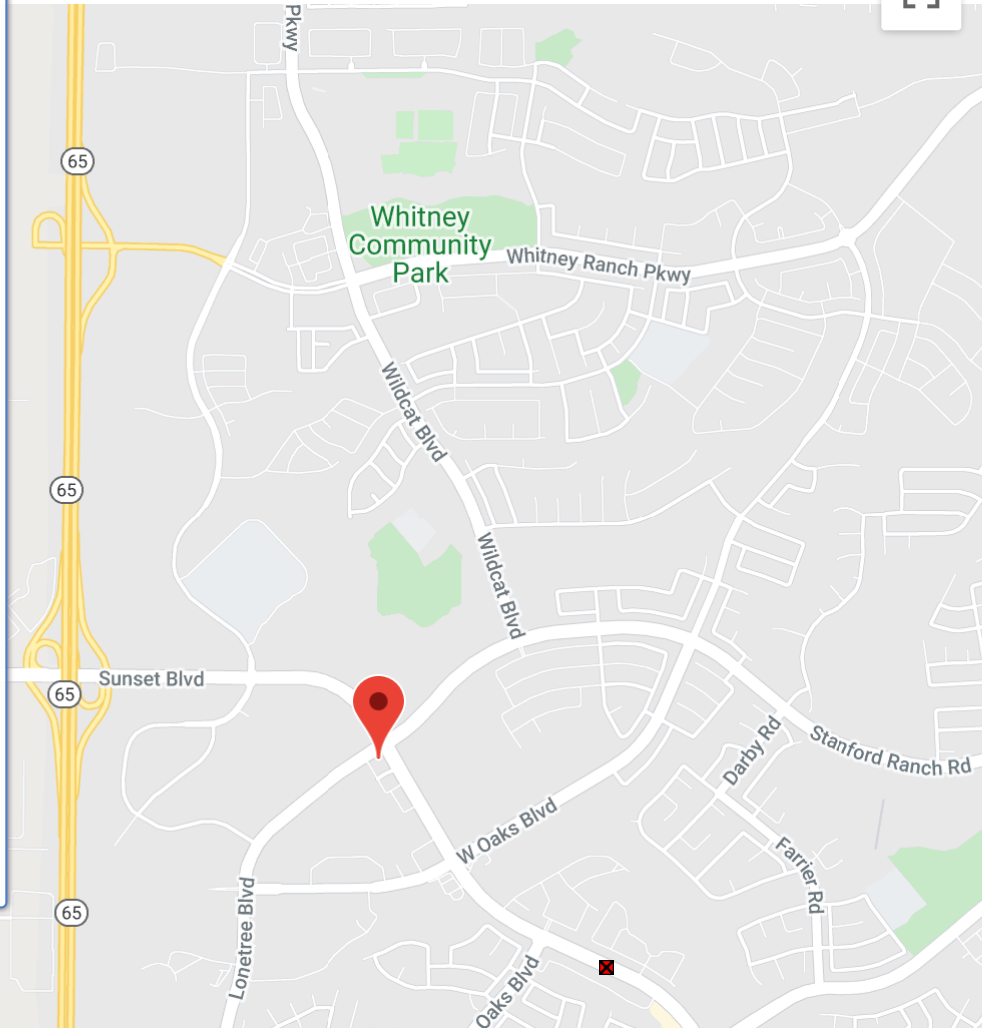 Pkwy
65
Whitney
Community
Park
Whitney Ranch Pkwy
Wildcat Blvd
65
Wildcat Blvd
Sunset Blvd
65
Darby Rd
Stanford Ranch Rd
W Oaks Blvd
Farrier Rd
65
Lonetree Blvd
Oaks Blvd